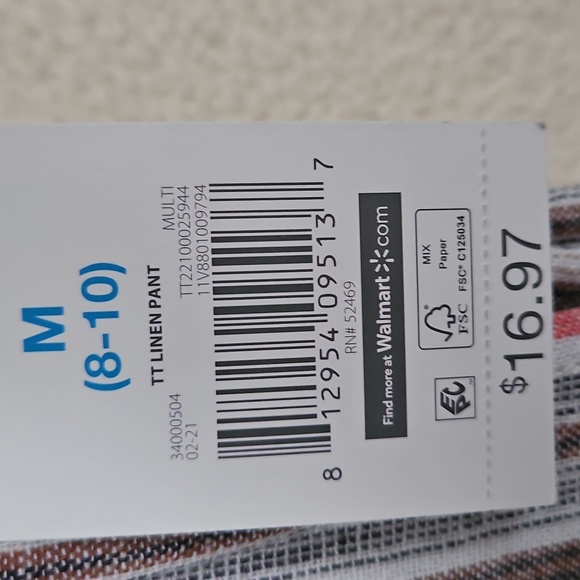 M
(8-10)
TT LINEN PANT
34000504 MULTI
02-21 TT22100025944
11V8801009794
8 12954 09513 7
RN# 52469
Find more at Walmart.com
EPC
FSC®
MIX
Paper
FSC® C125034
$16.97